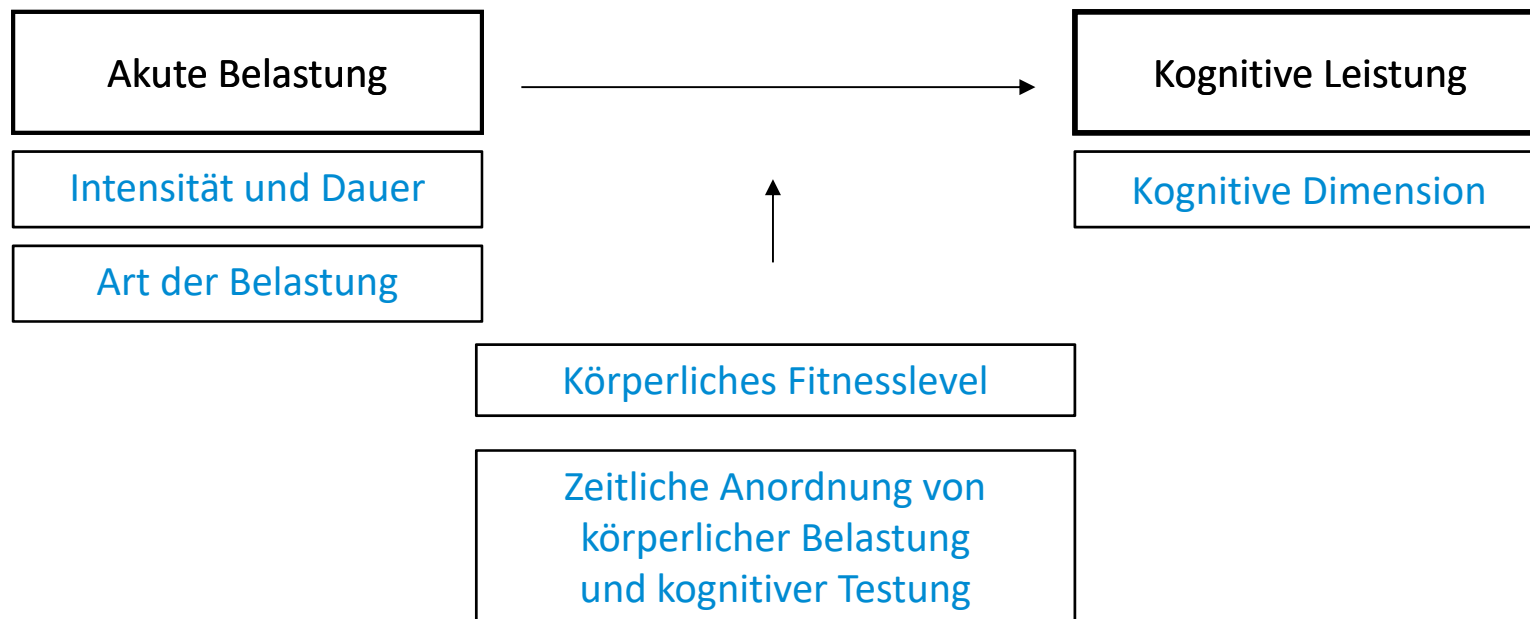 Akute Belastung
Kognitive Leistung
Intensität und Dauer
Kognitive Dimension
Art der Belastung
Körperliches Fitnesslevel
Zeitliche Anordnung von
körperlicher Belastung
und kognitiver Testung